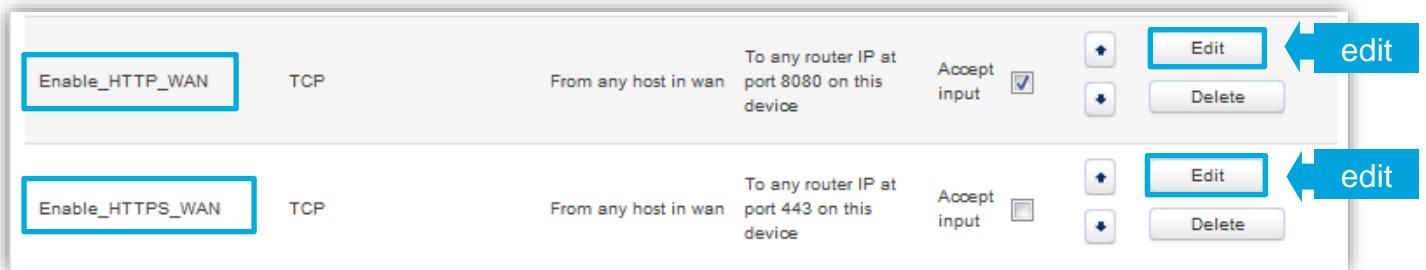 Enable_HTTP_WAN
TCP
From any host in wan
To any router IP at
port 8080 on this
device
Accept
input
Edit
Delete
edit
Enable_HTTPS_WAN
TCP
From any host in wan
To any router IP at
port 443 on this
device
Accept
input
Edit
Delete
edit